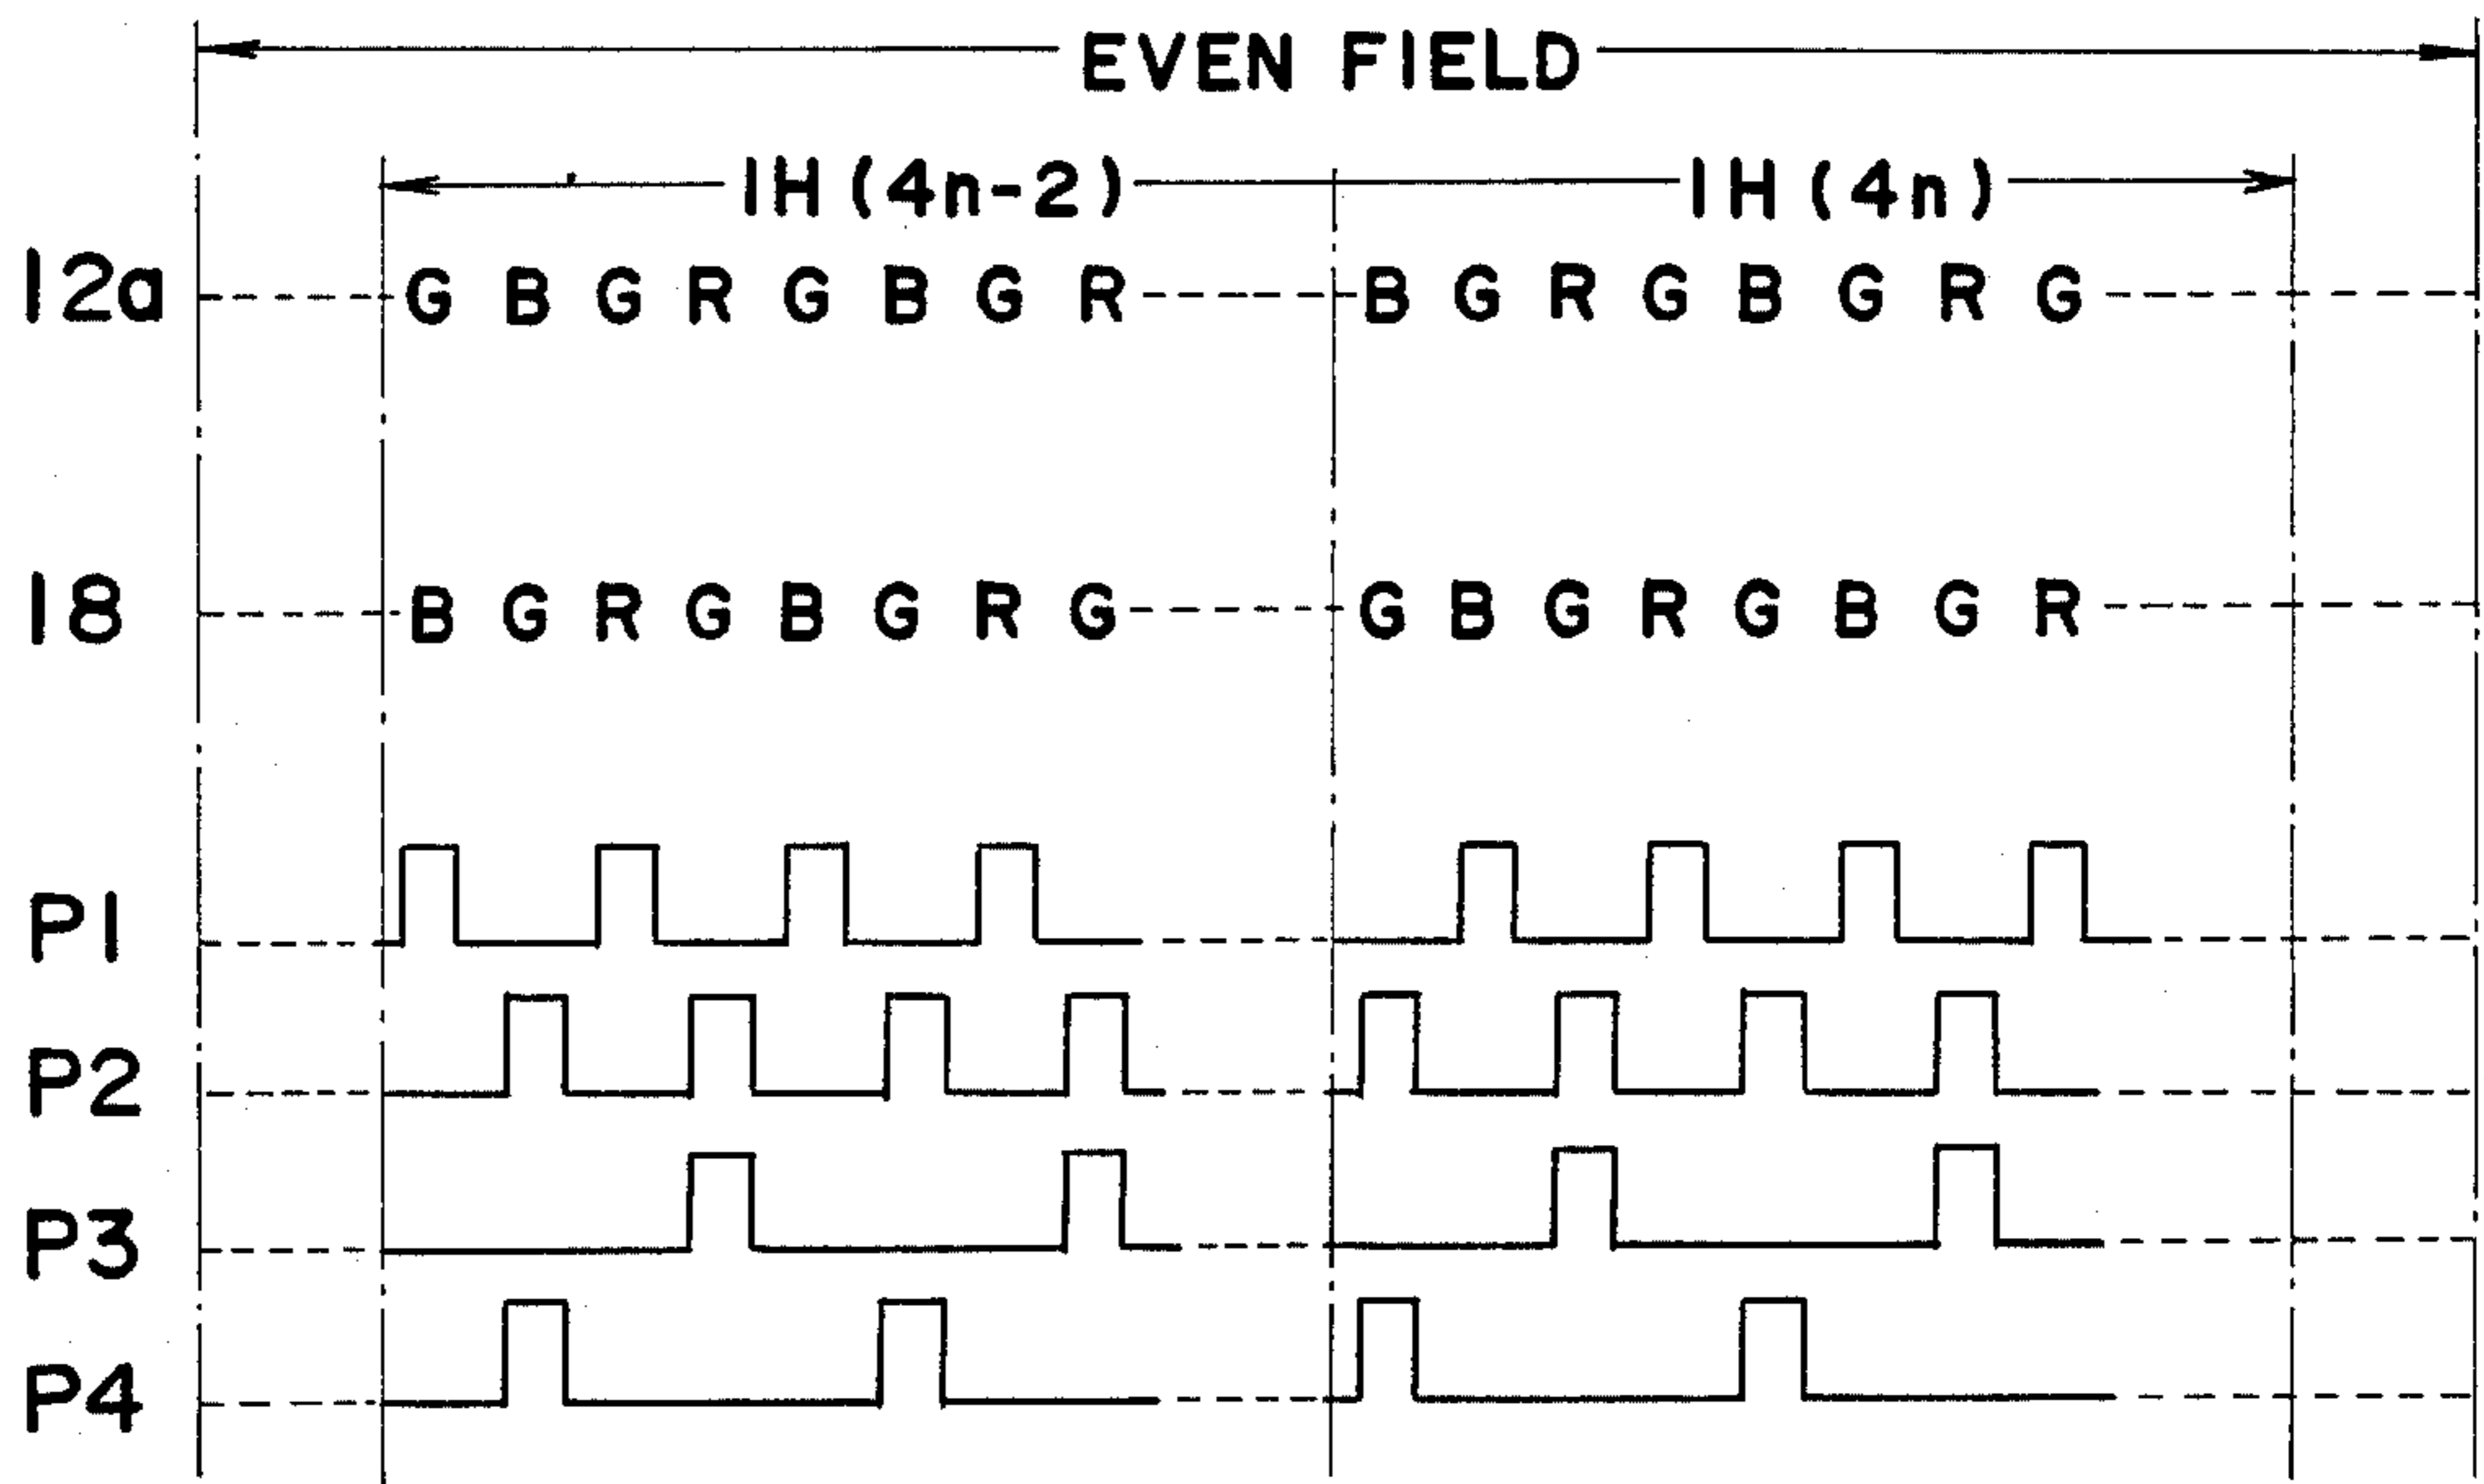 EVEN FIELD
1H (4n-2) 1H (4n)
12a G B G R G B G R B G R G B G R G
18 B G R G B G R G G B G R G B G R
P1
P2
P3
P4